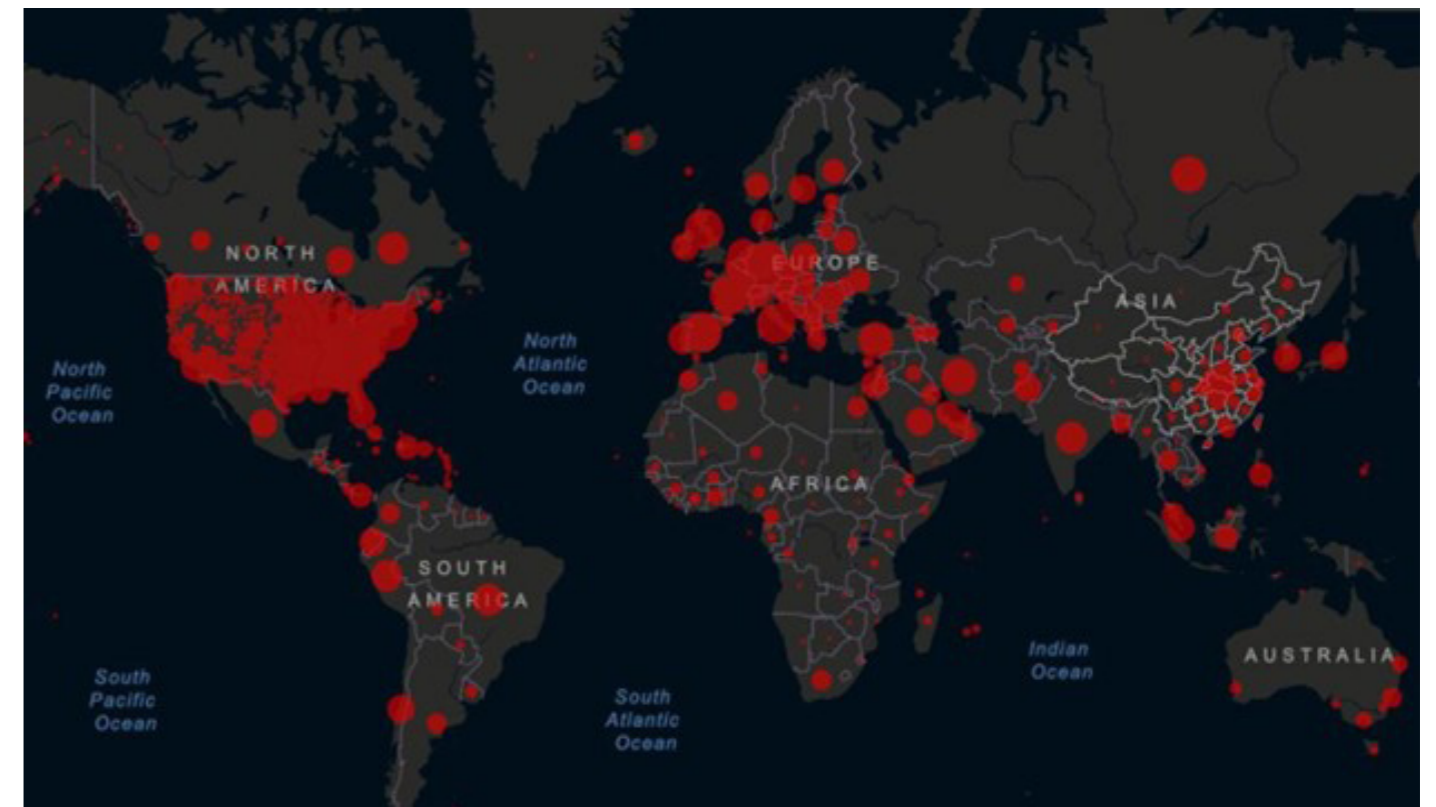 NORTH
AMERICA
EUROPE
ASIA
North
Pacific
Ocean
North
Atlantic
Ocean
AFRICA
SOUTH
AMERICA
Indian
Ocean
AUSTRALIA
South
Pacific
Ocean
South
Atlantic
Ocean